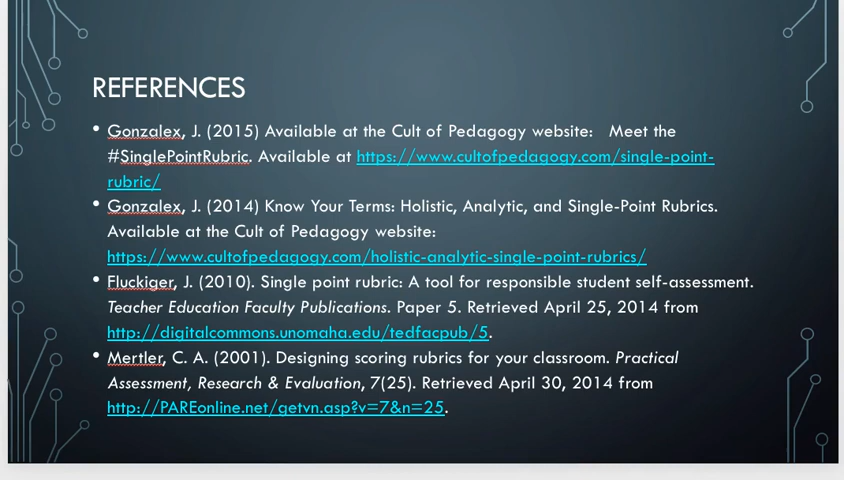 REFERENCES
• Gonzalex, J. (2015) Available at the Cult of Pedagogy website: Meet the
#SinglePointRubric. Available at https://www.cultofpedagogy.com/single-point-
rubric/
• Gonzalex, J. (2014) Know Your Terms: Holistic, Analytic, and Single-Point Rubrics.
Available at the Cult of Pedagogy website:
https://www.cultofpedagogy.com/holistic-analytic-single-point-rubrics/
• Fluckiger, J. (2010). Single point rubric: A tool for responsible student self-assessment.
Teacher Education Faculty Publications. Paper 5. Retrieved April 25, 2014 from
http://digitalcommons.unomaha.edu/tedfacpub/5.
• Mertler, C. A. (2001). Designing scoring rubrics for your classroom. Practical
Assessment, Research & Evaluation, 7(25). Retrieved April 30, 2014 from
http://PAREonline.net/getvn.asp?v=7&n=25.